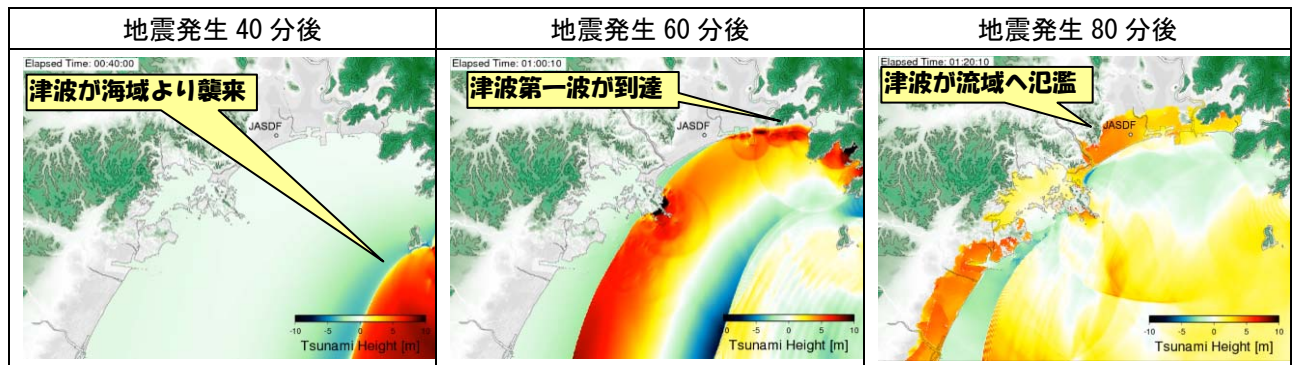 地震発生 40 分後
地震発生 60 分後
地震発生 80 分後
Elapsed Time: 00:40:00
津波が海域より襲来
JASDF
-10 -5 0 5 10
Tsunami Height [m]
Elapsed Time: 01:00:10
津波第一波が到達
JASDF
0 -5 0 5 10
Tsunami Height [m]
Elapsed Time: 01:20:10
津波が流域へ氾濫
JASDF
-10 -5 0 5 10
Tsunami Height [m]